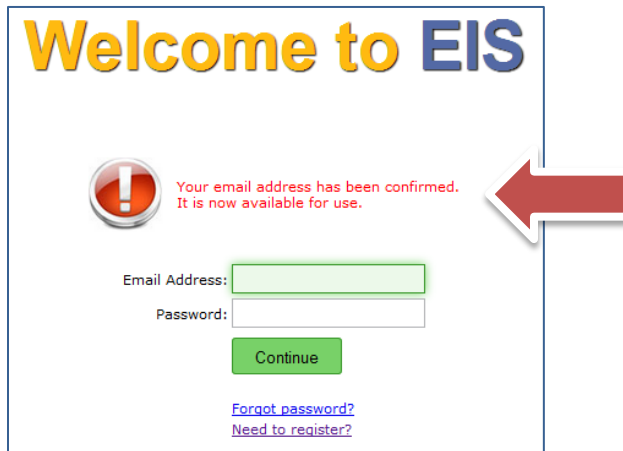 Welcome to EIS
Your email address has been confirmed.
It is now available for use.
Email Address:
Password:
Continue
Forgot password?
Need to register?